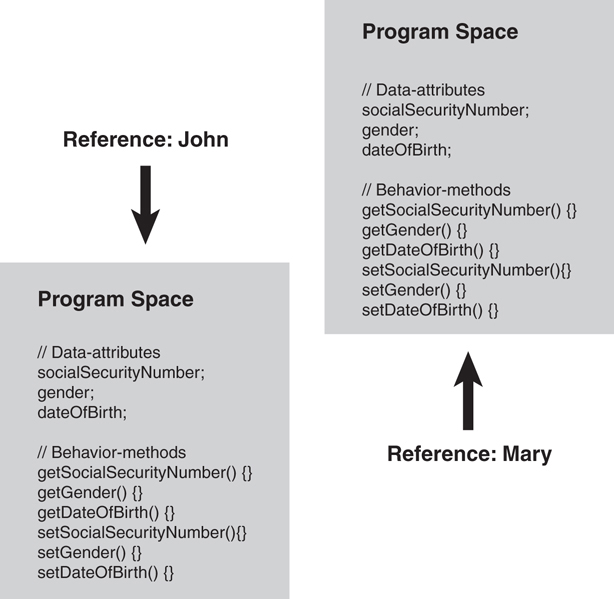 Reference: John
Program Space
// Data-attributes
socialSecurityNumber;
gender;
dateOfBirth;
// Behavior-methods
getSocialSecurityNumber() {}
getGender() {}
getDateOfBirth() {}
setSocialSecurityNumber(){}
setGender() {}
setDateOfBirth() {}
Program Space
// Data-attributes
socialSecurityNumber;
gender;
dateOfBirth;
// Behavior-methods
getSocialSecurityNumber() {}
getGender() {}
getDateOfBirth() {}
setSocialSecurityNumber(){}
setGender() {}
setDateOfBirth() {}
Reference: Mary